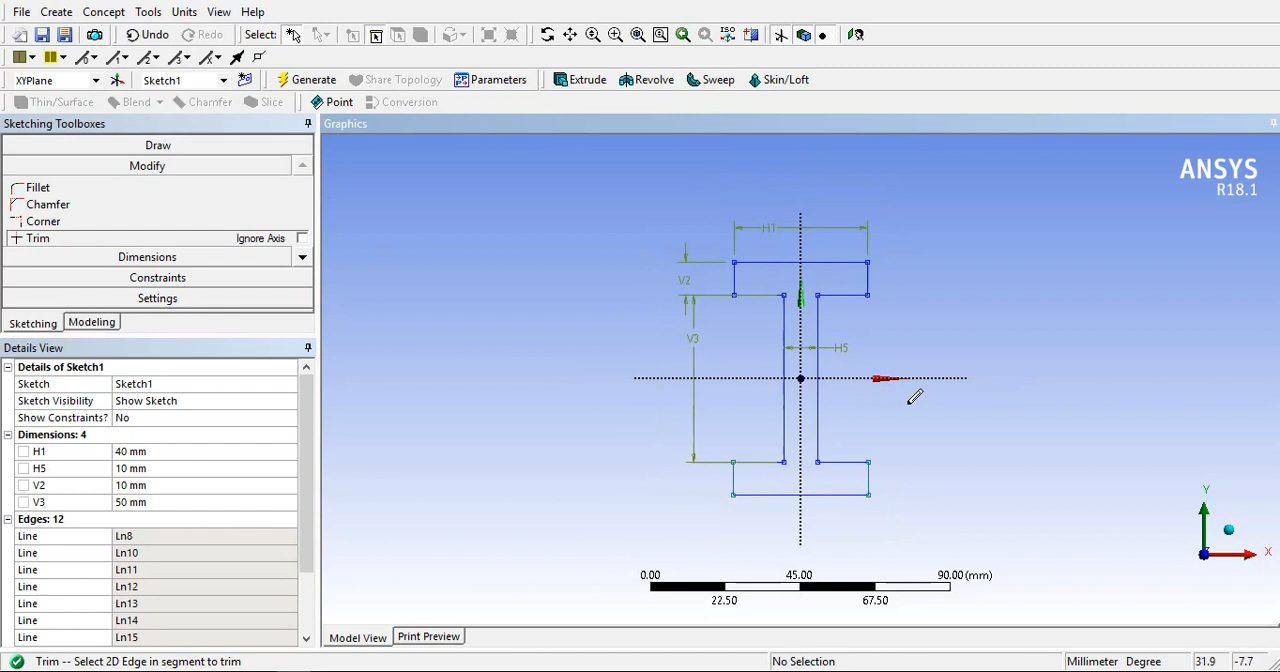 File Create Concept Tools Units View Help
Undo Redo Select:
XYPlane Sketch1 Generate Share Topology Parameters Extrude Revolve Sweep Skin/Loft
Thin/Surface Blend Chamfer Slice Point Conversion
Sketching Toolboxes
Draw
Modify
Fillet
Chamfer
Corner
Trim Ignore Axis
Dimensions
Constraints
Settings
Sketching Modeling
Details View
Details of Sketch1
Sketch Sketch1
Sketch Visibility Show Sketch
Show Constraints? No
Dimensions: 4
H1 40 mm
H5 10 mm
V2 10 mm
V3 50 mm
Edges: 12
Line Ln8
Line Ln10
Line Ln11
Line Ln12
Line Ln13
Line Ln14
Line Ln15
Graphics
ANSYS
R18.1
H1
V2
V3
H5
Y
X
0.00 45.00 90.00 (mm)
22.50 67.50
Model View Print Preview
Trim -- Select 2D Edge in segment to trim No Selection Millimeter Degree 31.9 -7.7